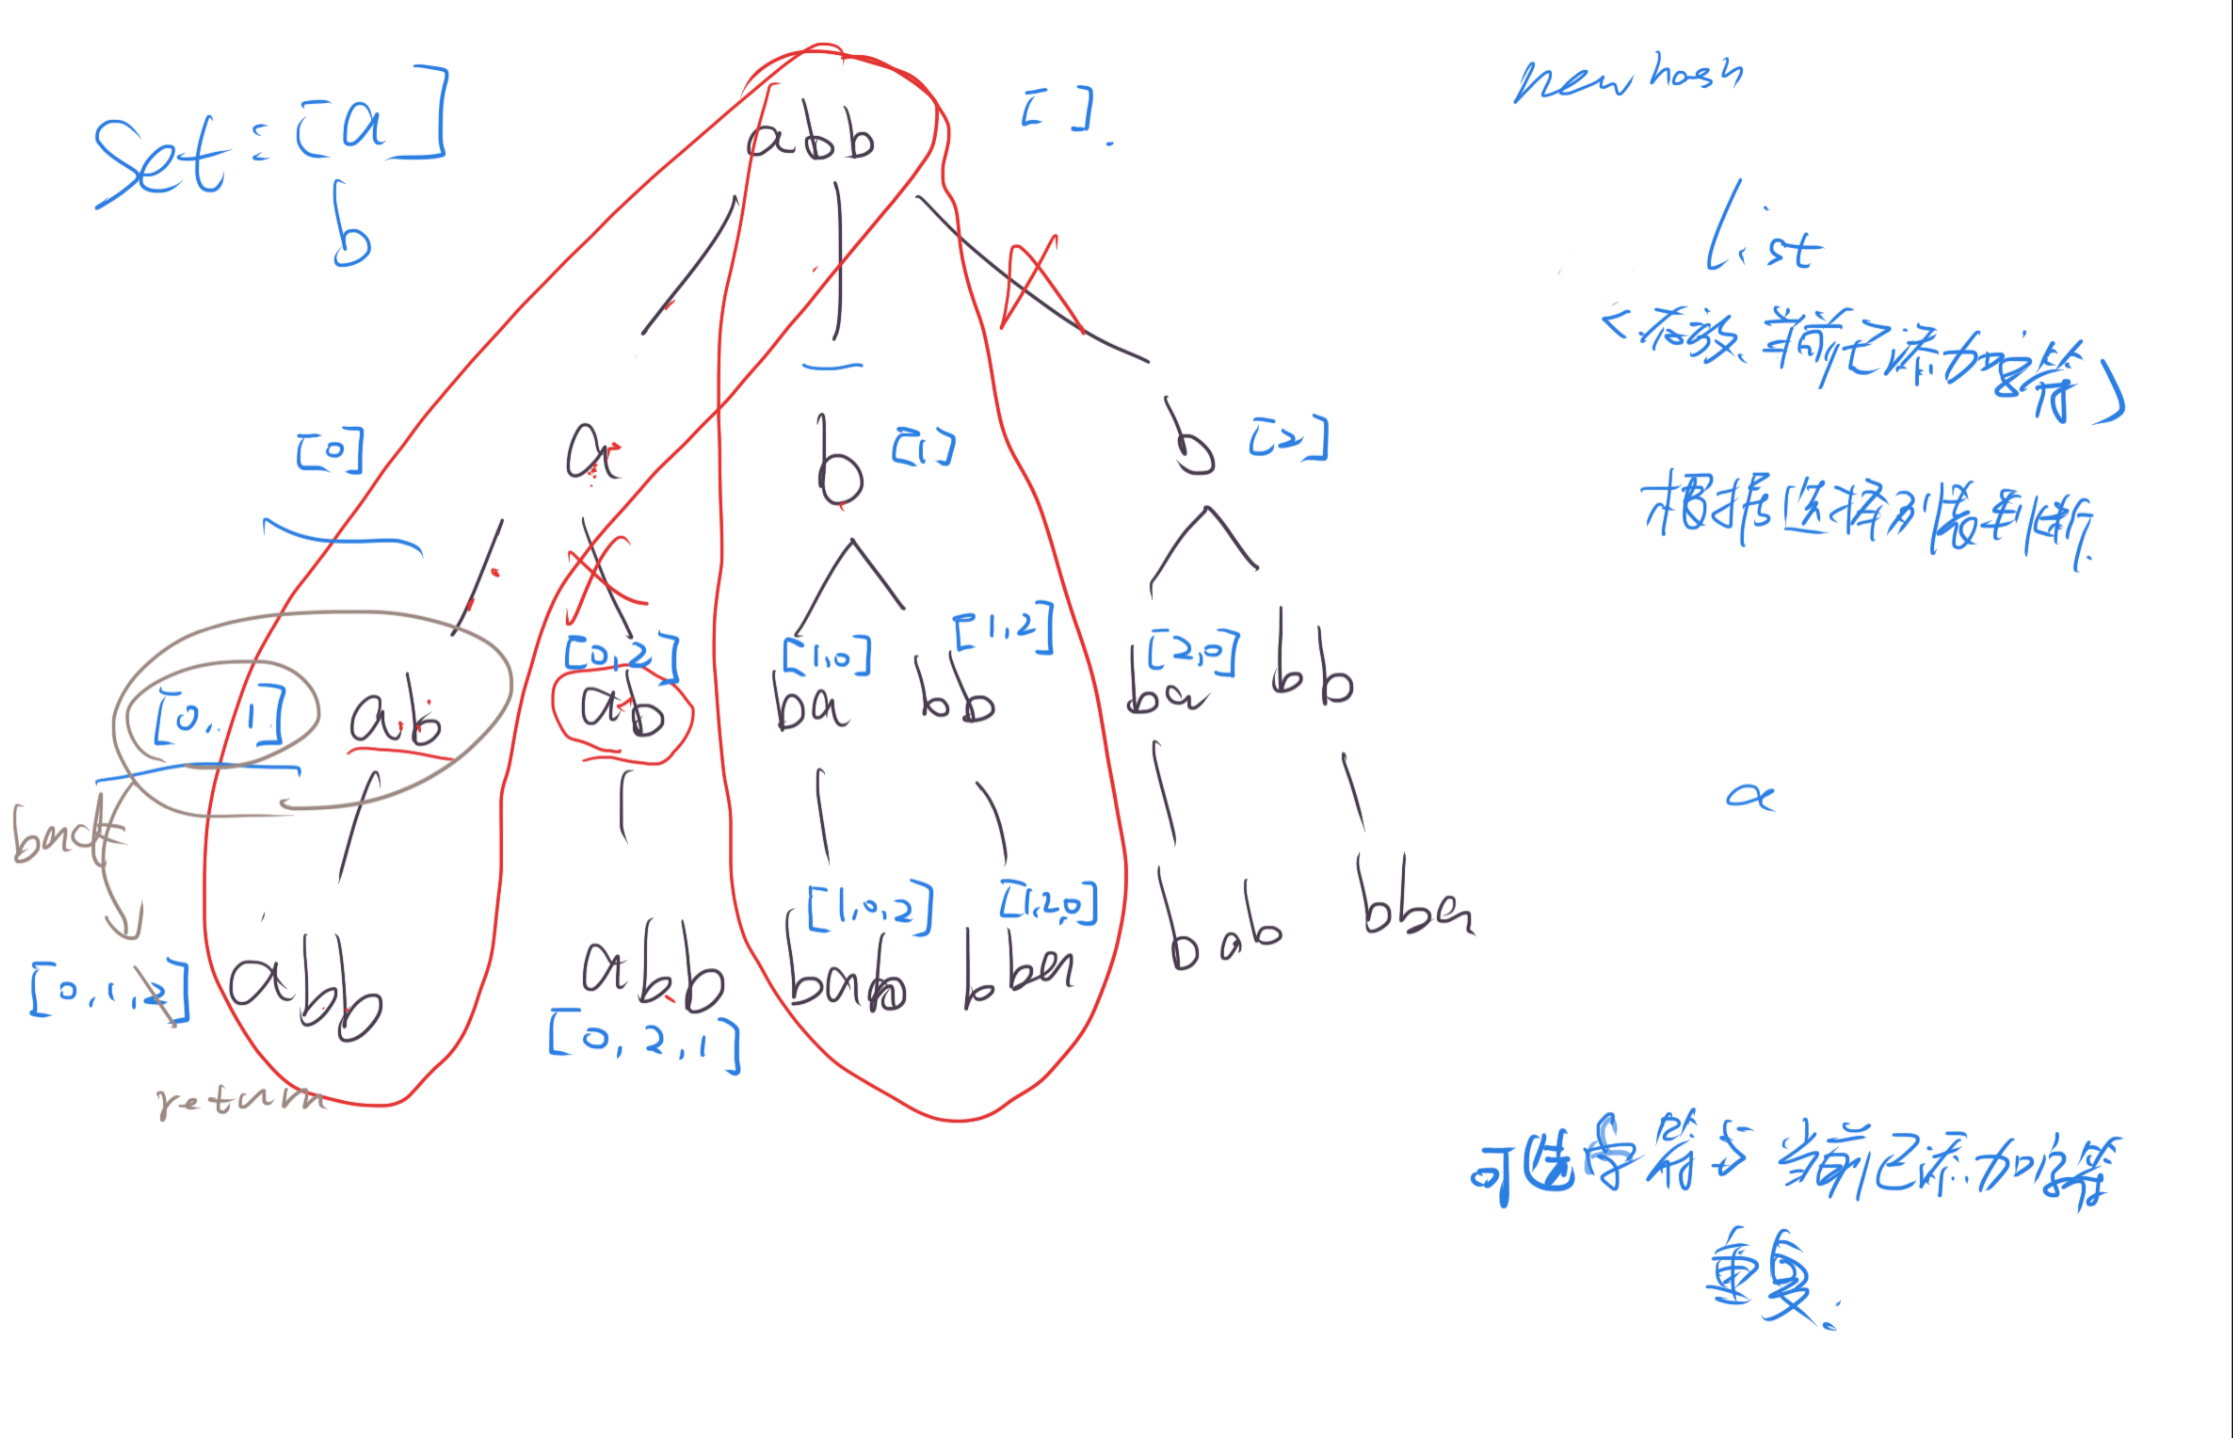 new hash
Set: [a]
b
abb
[ ].
list
<存放、当前已添加字符)
[0]
a
b
[1]
b
[2]
根据选择列表判断.
[0,1]
ab
[0,2]
ab
[1,0]
ba
[1,2]
bb
[2,0]
ba
bb
a
back
[0,1,2]
abb
abb
[0,2,1]
[1,0,2]
bab
[1,2,0]
bba
bab
bba
return
可选字符与当前已添加字符
重复.